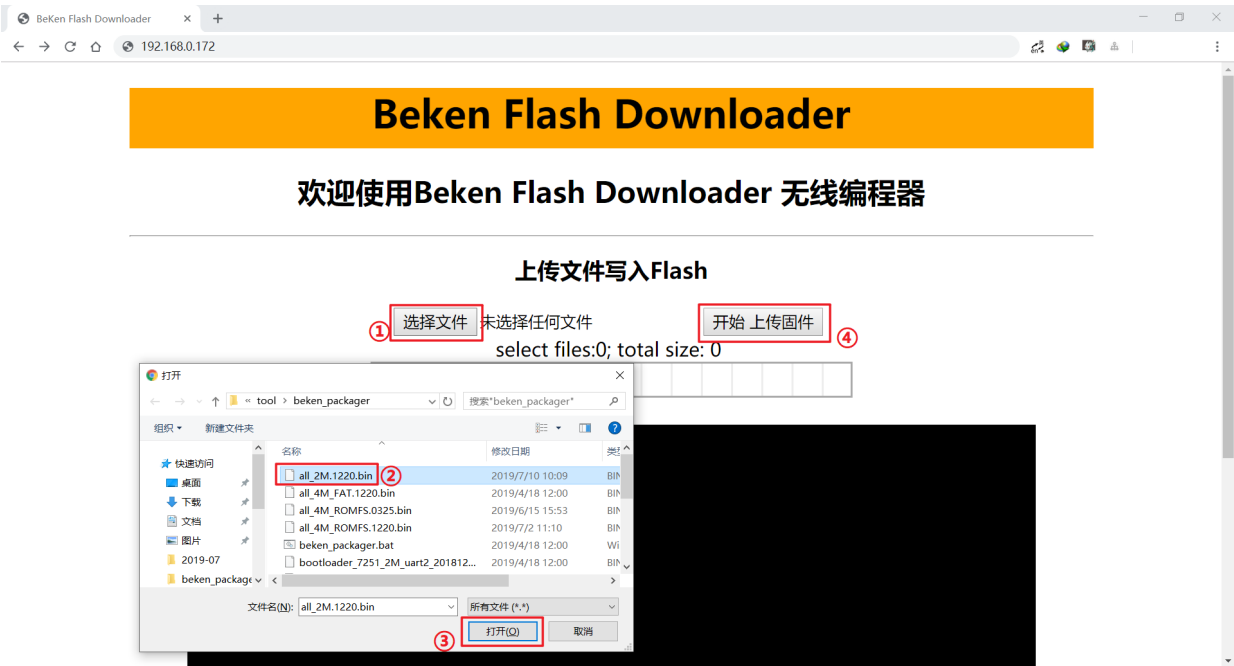 BeKen Flash Downloader
192.168.0.172
Beken Flash Downloader
欢迎使用Beken Flash Downloader 无线编程器
上传文件写入Flash
① 选择文件 未选择任何文件 开始 上传固件 ④
select files:0; total size: 0
打开
« tool › beken_packager 搜索"beken_packager"
组织 新建文件夹
名称 修改日期 类型
快速访问
桌面
下载
文档
图片
2019-07
beken_package
all_2M.1220.bin ② 2019/7/10 10:09 BIN
all_4M_FAT.1220.bin 2019/4/18 12:00 BIN
all_4M_ROMFS.0325.bin 2019/6/15 15:53 BIN
all_4M_ROMFS.1220.bin 2019/7/2 11:10 BIN
beken_packager.bat 2019/4/18 12:00 Wi
bootloader_7251_2M_uart2_201812... 2019/4/18 12:00 BIN
文件名(N): all_2M.1220.bin 所有文件 (*.*)
③ 打开(O) 取消